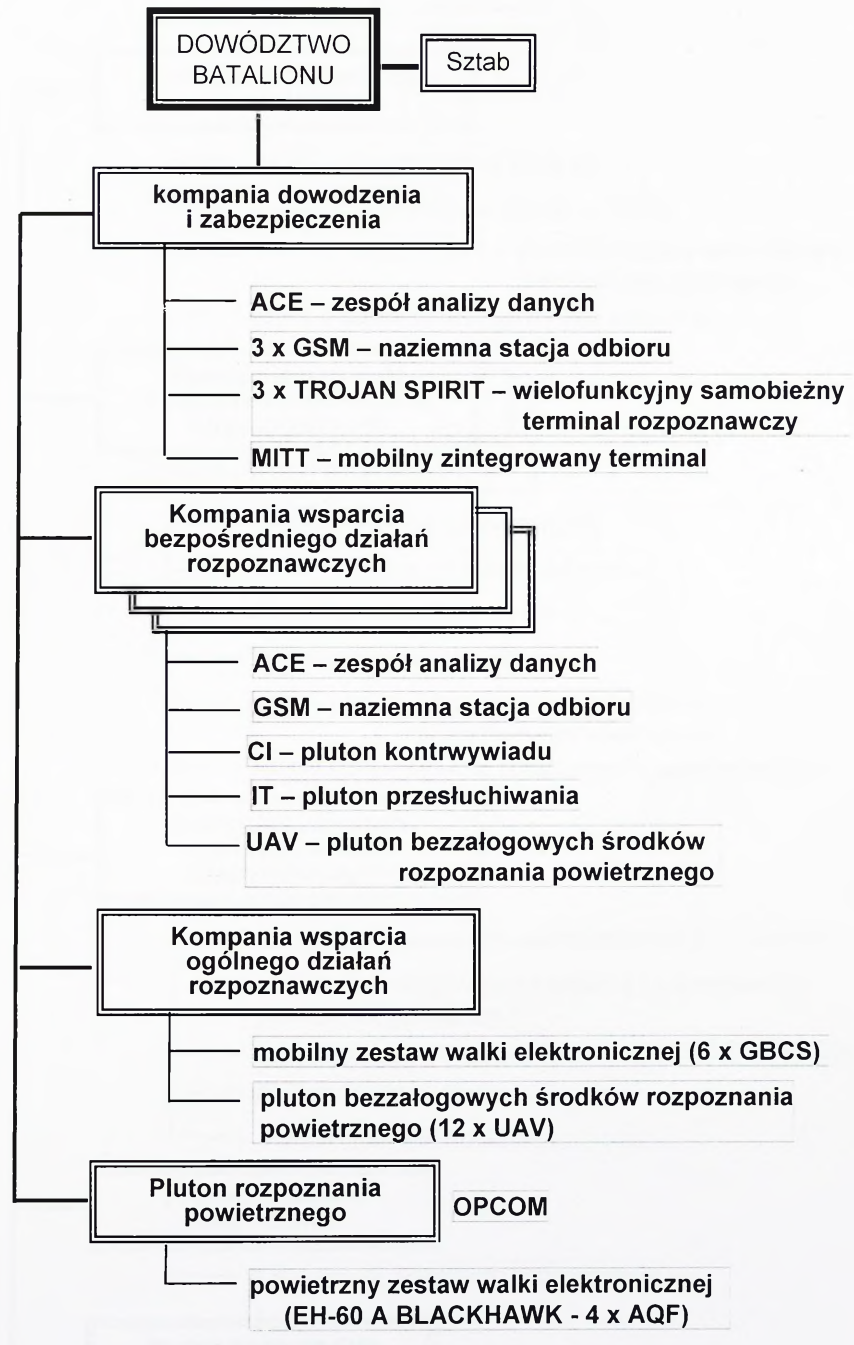 DOWÓDZTWO
BATALIONU
Sztab
kompania dowodzenia
i zabezpieczenia
ACE – zespół analizy danych
3 x GSM – naziemna stacja odbioru
3 x TROJAN SPIRIT – wielofunkcyjny samobieżny
terminal rozpoznawczy
MITT – mobilny zintegrowany terminal
Kompania wsparcia
bezpośredniego działań
rozpoznawczych
ACE – zespół analizy danych
GSM – naziemna stacja odbioru
CI – pluton kontrwywiadu
IT – pluton przesłuchiwania
UAV – pluton bezzałogowych środków
rozpoznania powietrznego
Kompania wsparcia
ogólnego działań
rozpoznawczych
mobilny zestaw walki elektronicznej (6 x GBCS)
pluton bezzałogowych środków rozpoznania
powietrznego (12 x UAV)
Pluton rozpoznania
powietrznego
OPCOM
powietrzny zestaw walki elektronicznej
(EH-60 A BLACKHAWK - 4 x AQF)